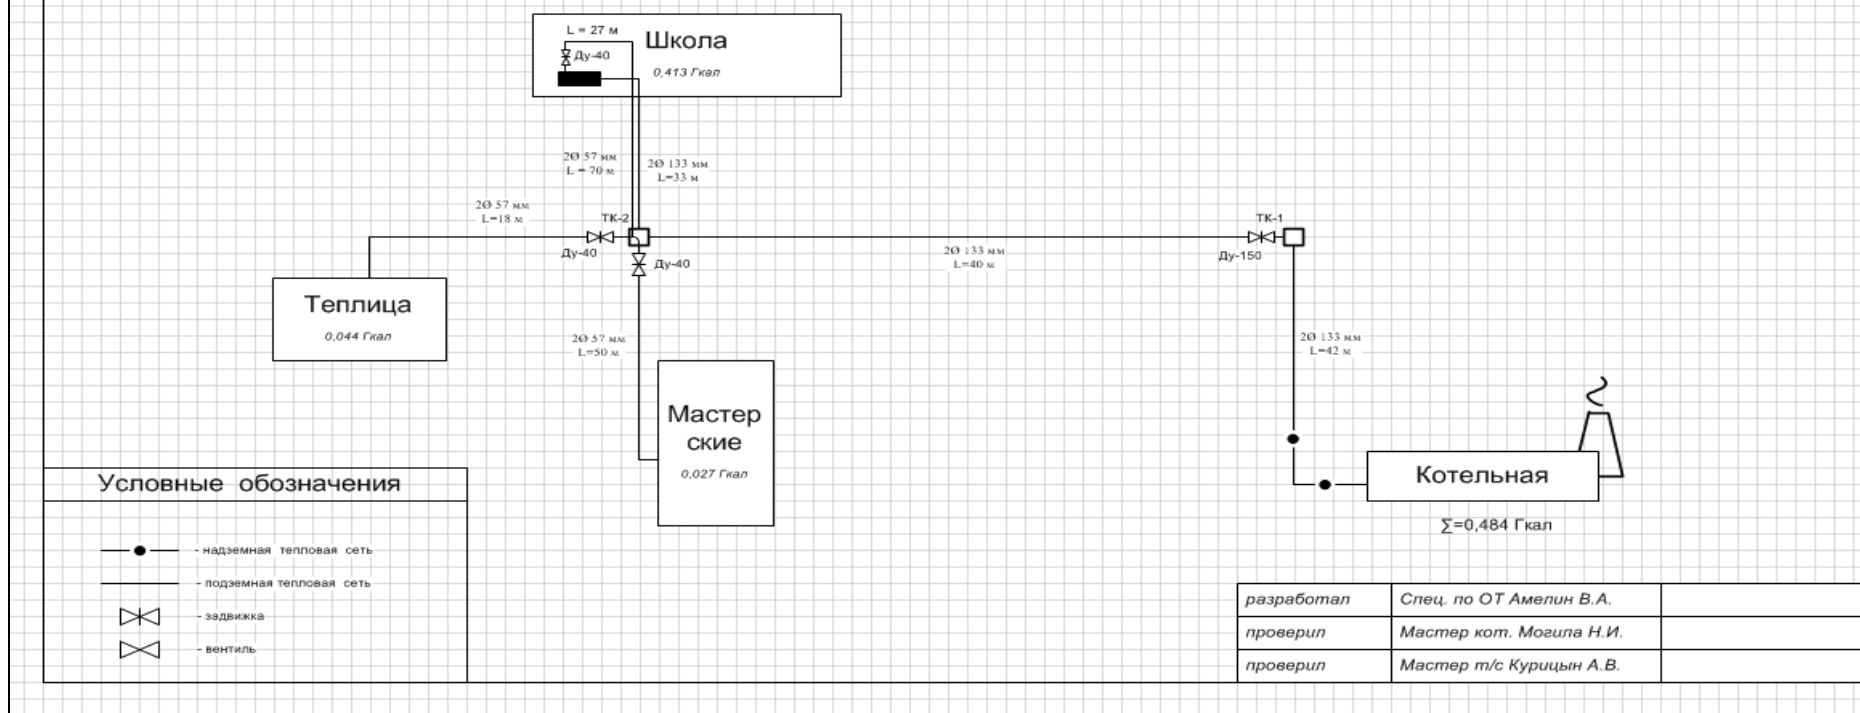 L = 27 м
Школа
Ду-40
0,413 Гкал
2Ø 57 мм
L = 70 м
2Ø 133 мм
L=33 м
2Ø 57 мм
L=18 м
ТК-2
ТК-1
Ду-40
Ду-40
2Ø 133 мм
L=40 м
Ду-150
Теплица
0,044 Гкал
2Ø 57 мм
L=50 м
2Ø 133 мм
L=42 м
Мастер
ские
0,027 Гкал
Котельная
∑=0,484 Гкал
Условные обозначения
- надземная тепловая сеть
- подземная тепловая сеть
- задвижка
- вентиль
разработал Спец. по ОТ Амелин В.А.
проверил Мастер кот. Могила Н.И.
проверил Мастер т/с Курицын А.В.